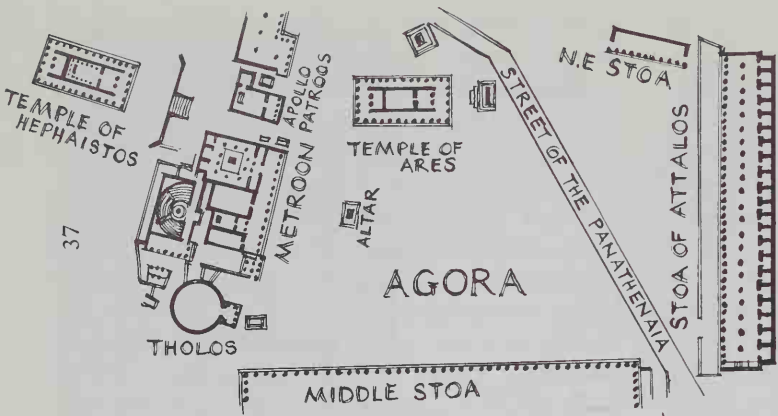 TEMPLE OF
HEPHAISTOS
APOLLO
PATROOS
METROON
TEMPLE OF
ARES
ALTAR
STREET OF THE PANATHENAIA
N.E STOA
STOA OF ATTALOS
AGORA
THOLOS
MIDDLE STOA
37